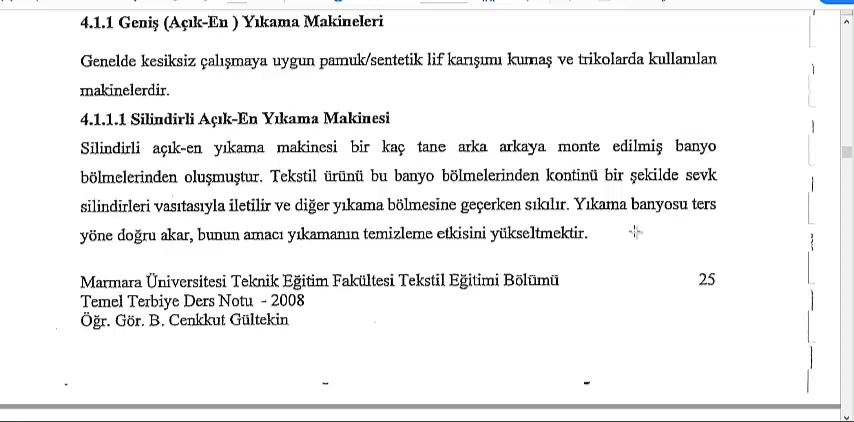 4.1.1 Geniş (Açık-En ) Yıkama Makineleri
Genelde kesiksiz çalışmaya uygun pamuk/sentetik lif karışımı kumaş ve trikolarda kullanılan
makinelerdir.
4.1.1.1 Silindirli Açık-En Yıkama Makinesi
Silindirli açık-en yıkama makinesi bir kaç tane arka arkaya monte edilmiş banyo
bölmelerinden oluşmuştur. Tekstil ürünü bu banyo bölmelerinden kontinü bir şekilde sevk
silindirleri vasıtasıyla iletilir ve diğer yıkama bölmesine geçerken sıkılır. Yıkama banyosu ters
yöne doğru akar, bunun amacı yıkamanın temizleme etkisini yükseltmektir.
Marmara Üniversitesi Teknik Eğitim Fakültesi Tekstil Eğitimi Bölümü 25
Temel Terbiye Ders Notu - 2008
Öğr. Gör. B. Cenkkut Gültekin